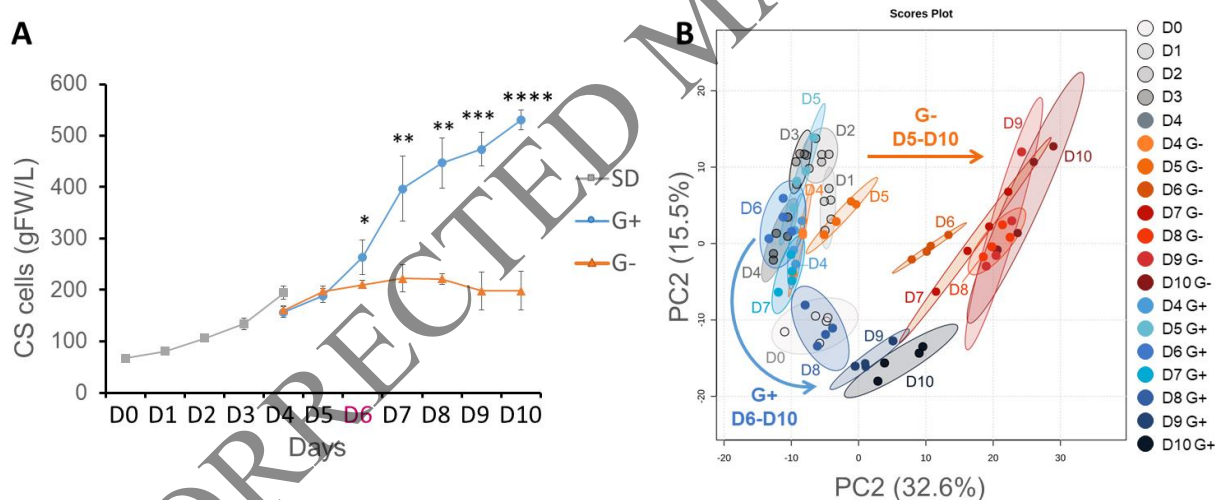 A
600
500
400
300
200
100
0
CS cells (gFW/L)
*
**
**
***
****
SD
G+
G-
D0 D1 D2 D3 D4 D5 D6 D7 D8 D9 D10
Days
RRECTED MA
B
Scores Plot
PC2 (15.5%)
20
10
0
-10
-20
-20 -10 0 10 20 30
PC2 (32.6%)
D5
D3
D2
D1
D4
D5
D6
D6
D4
D4
D7
D0
D8
D9
D10
D7
D8
D9
D10
G-
D5-D10
G+
D6-D10
D0
D1
D2
D3
D4
D4 G-
D5 G-
D6 G-
D7 G-
D8 G-
D9 G-
D10 G-
D4 G+
D5 G+
D6 G+
D7 G+
D8 G+
D9 G+
D10 G+